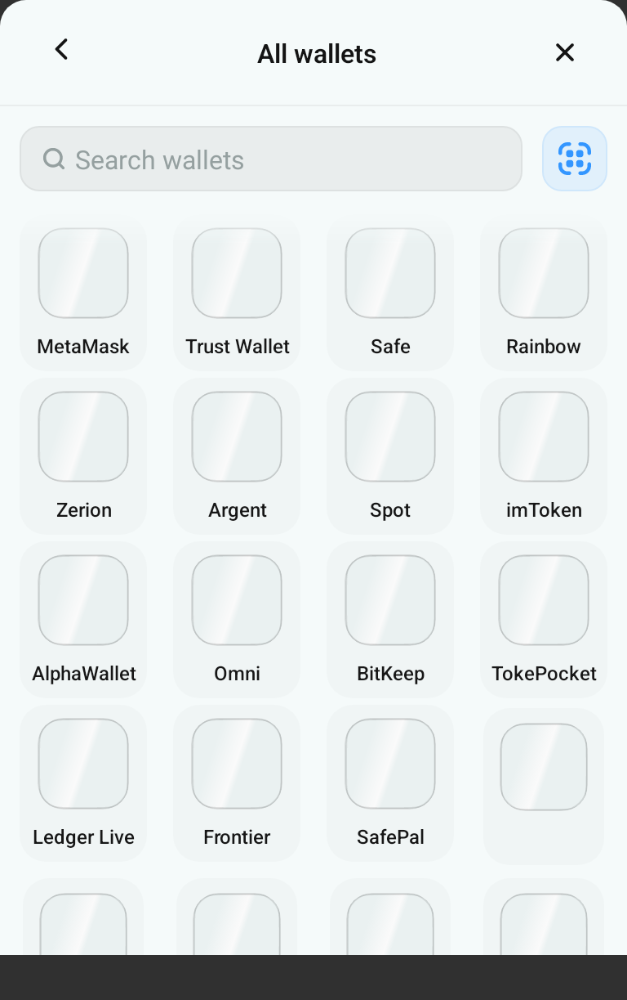 All wallets
Search wallets
MetaMask Trust Wallet Safe Rainbow
Zerion Argent Spot imToken
AlphaWallet Omni BitKeep TokePocket
Ledger Live Frontier SafePal